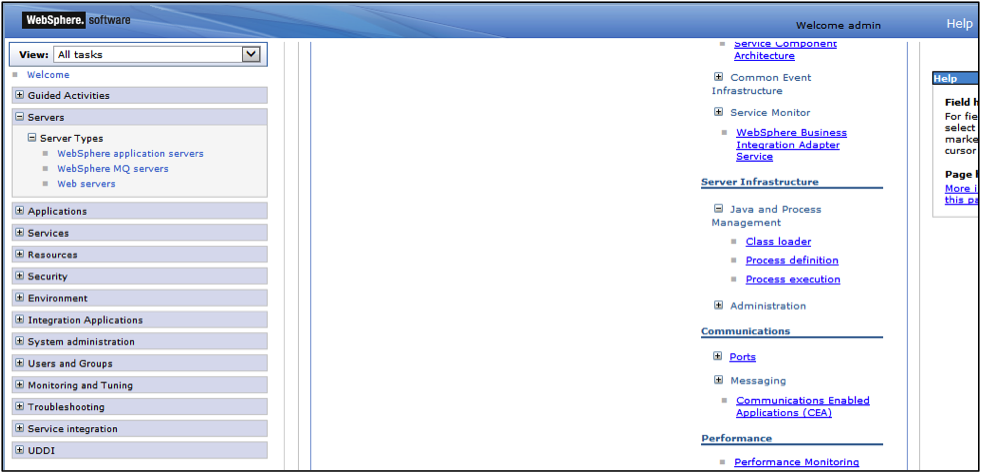 WebSphere. software
Welcome admin
Help
View: All tasks
Welcome
Guided Activities
Servers
Server Types
WebSphere application servers
WebSphere MQ servers
Web servers
Applications
Services
Resources
Security
Environment
Integration Applications
System administration
Users and Groups
Monitoring and Tuning
Troubleshooting
Service integration
UDDI
Service Component
Architecture
Common Event
Infrastructure
Service Monitor
WebSphere Business
Integration Adapter
Service
Server Infrastructure
Java and Process
Management
Class loader
Process definition
Process execution
Administration
Communications
Ports
Messaging
Communications Enabled
Applications (CEA)
Performance
Performance Monitoring
Help
Field h
For fie
select
marke
cursor
Page h
More i
this pa